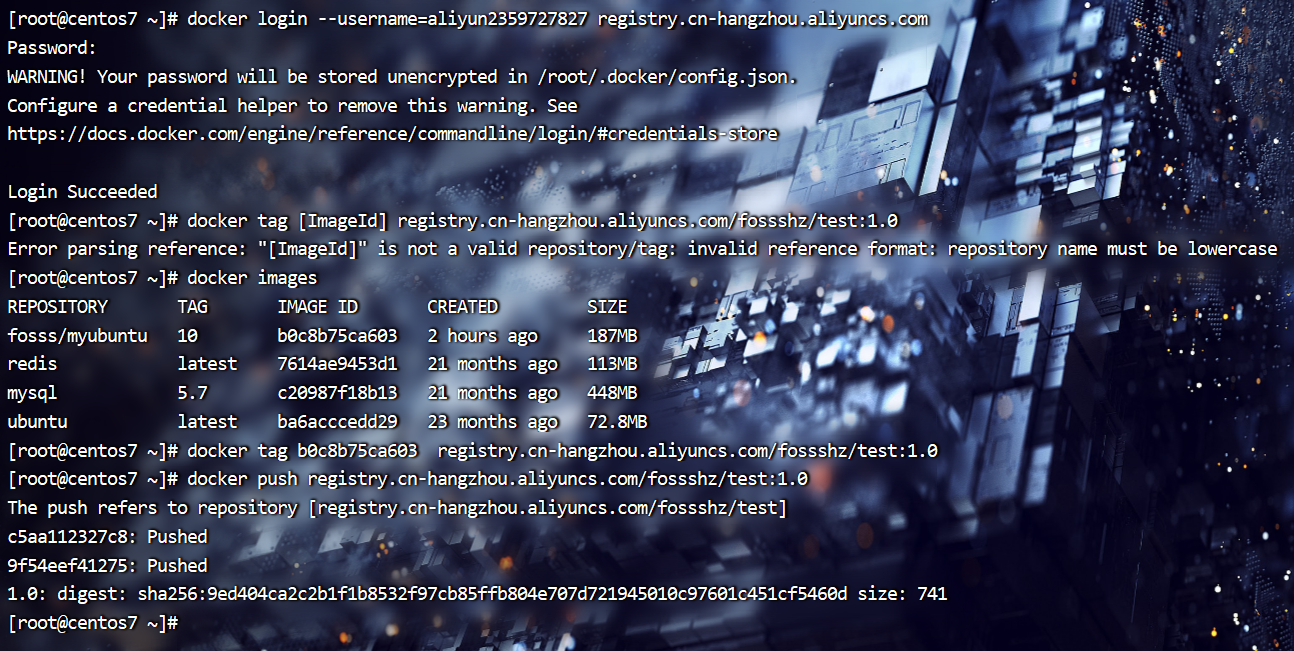 [root@centos7 ~]# docker login --username=aliyun2359727827 registry.cn-hangzhou.aliyuncs.com
Password:
WARNING! Your password will be stored unencrypted in /root/.docker/config.json.
Configure a credential helper to remove this warning. See
https://docs.docker.com/engine/reference/commandline/login/#credentials-store
Login Succeeded
[root@centos7 ~]# docker tag [ImageId] registry.cn-hangzhou.aliyuncs.com/fossshz/test:1.0
Error parsing reference: "[ImageId]" is not a valid repository/tag: invalid reference format: repository name must be lowercase
[root@centos7 ~]# docker images
REPOSITORY TAG IMAGE ID CREATED SIZE
fosss/myubuntu 10 b0c8b75ca603 2 hours ago 187MB
redis latest 7614ae9453d1 21 months ago 113MB
mysql 5.7 c20987f18b13 21 months ago 448MB
ubuntu latest ba6acccedd29 23 months ago 72.8MB
[root@centos7 ~]# docker tag b0c8b75ca603 registry.cn-hangzhou.aliyuncs.com/fossshz/test:1.0
[root@centos7 ~]# docker push registry.cn-hangzhou.aliyuncs.com/fossshz/test:1.0
The push refers to repository [registry.cn-hangzhou.aliyuncs.com/fossshz/test]
c5aa112327c8: Pushed
9f54eef41275: Pushed
1.0: digest: sha256:9ed404ca2c2b1f1b8532f97cb85ffb804e707d721945010c97601c451cf5460d size: 741
[root@centos7 ~]#